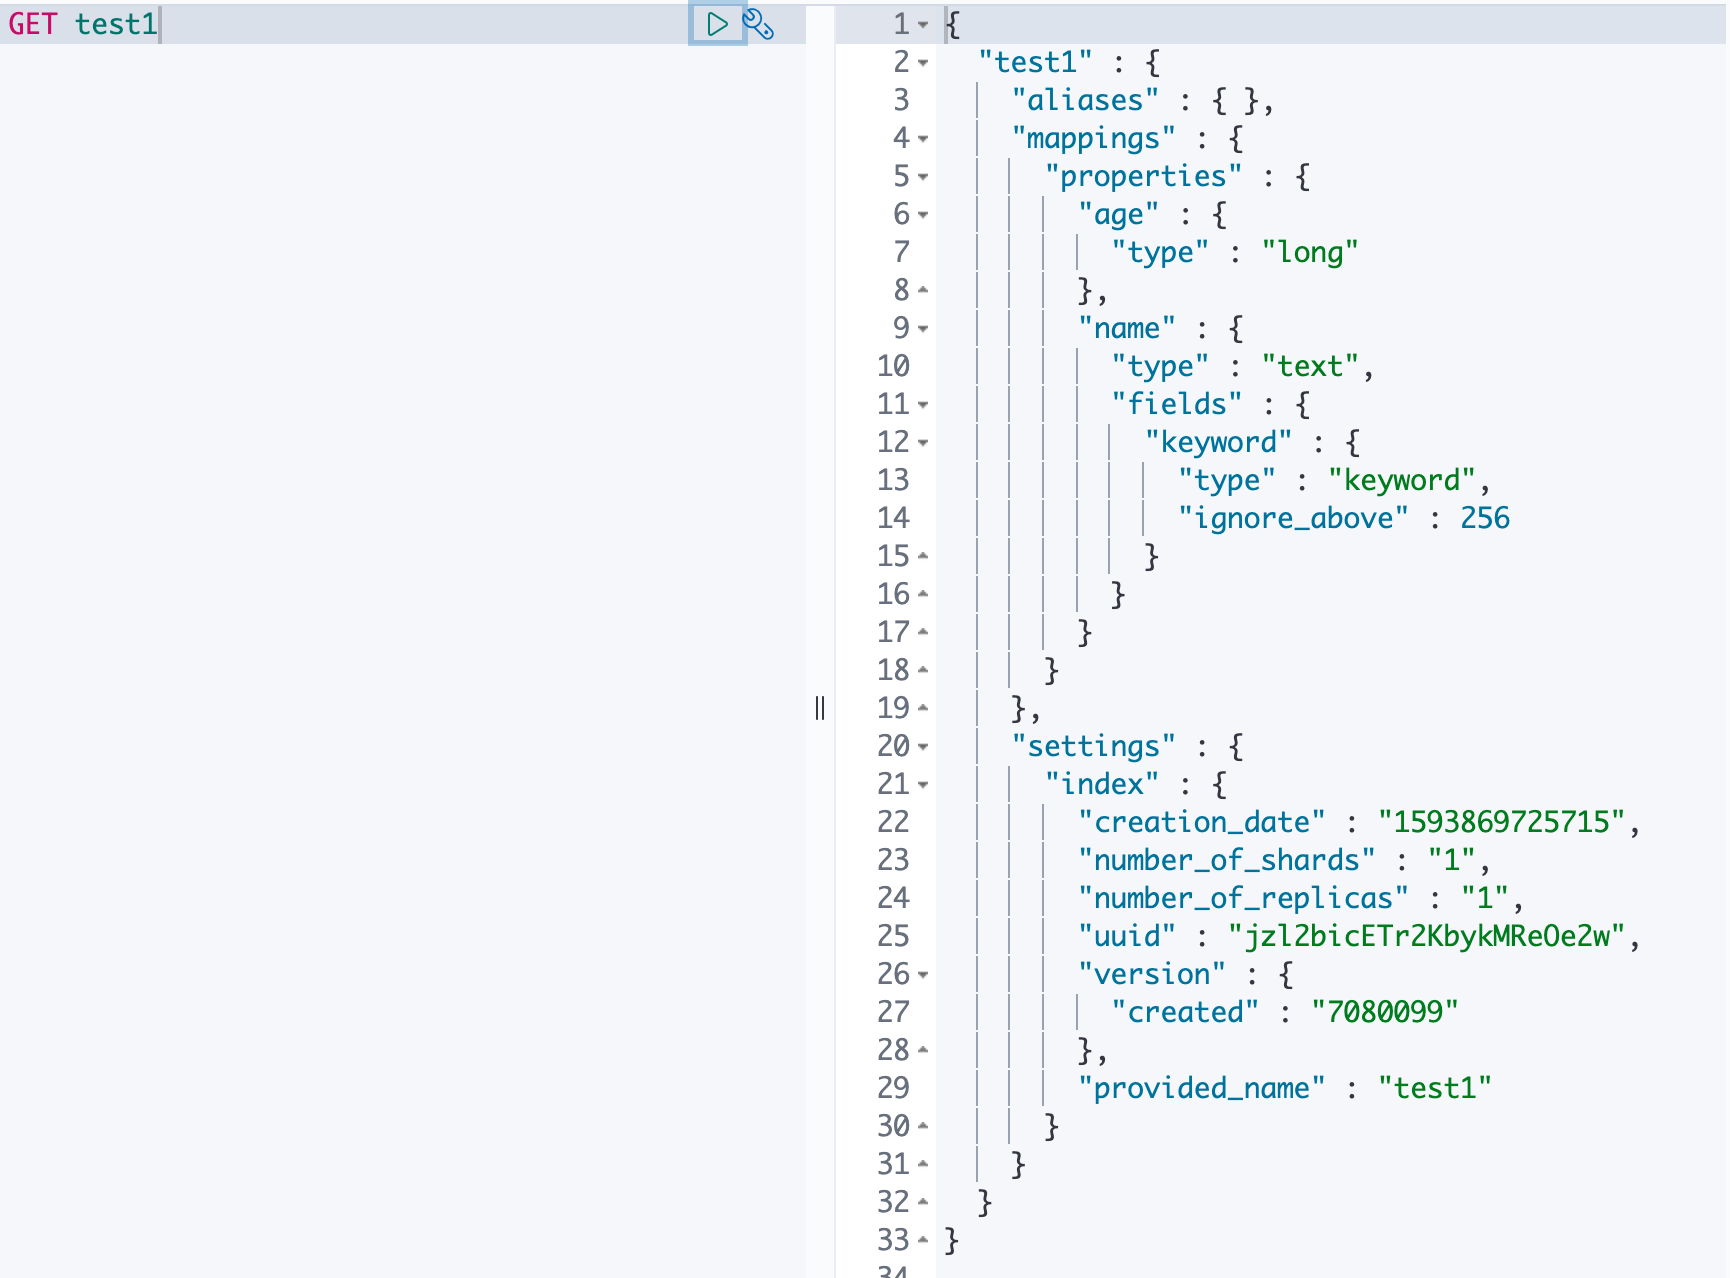 GET test1
1 {
2 "test1" : {
3 "aliases" : { },
4 "mappings" : {
5 "properties" : {
6 "age" : {
7 "type" : "long"
8 },
9 "name" : {
10 "type" : "text",
11 "fields" : {
12 "keyword" : {
13 "type" : "keyword",
14 "ignore_above" : 256
15 }
16 }
17 }
18 }
19 },
20 "settings" : {
21 "index" : {
22 "creation_date" : "1593869725715",
23 "number_of_shards" : "1",
24 "number_of_replicas" : "1",
25 "uuid" : "jzl2bicETr2KbykMReOe2w",
26 "version" : {
27 "created" : "7080099"
28 },
29 "provided_name" : "test1"
30 }
31 }
32 }
33 }
34